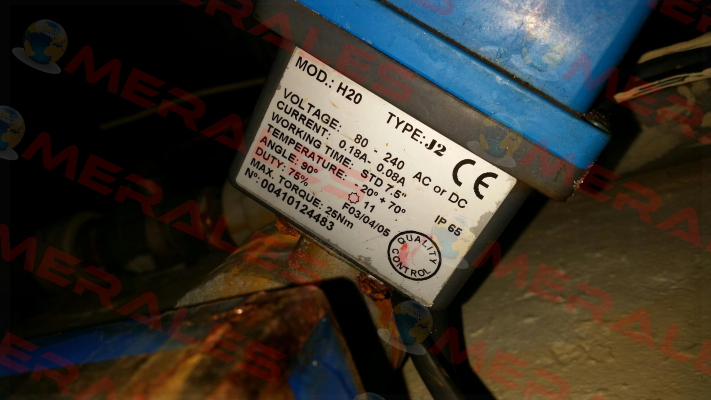 MOD.: H20 TYPE: J2
VOLTAGE: 80 - 240 AC or DC
CURRENT: 0.18A- 0.08A
WORKING TIME: STD 7.5"
TEMPERATURE: - 20° + 70°
ANGLE: 90° 11 IP 65
DUTY: 75% F03/04/05
MAX. TORQUE: 25Nm
N°: 00410124483
CE
QUALITY CONTROL
MERALES
MERALES
MERALES
MERALES
MERALES